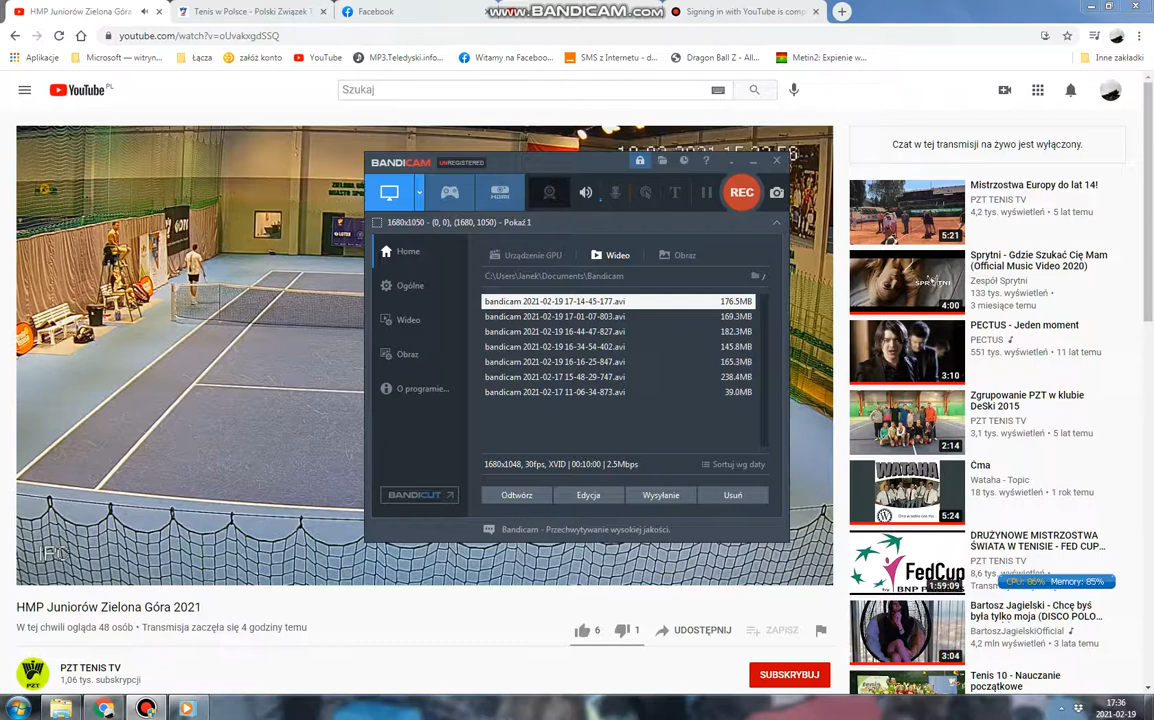 HMP Juniorów Zielona Góra
Tenis w Polsce - Polski Związek T
Facebook
www.BANDICAM.com
Signing in with YouTube is comp
youtube.com/watch?v=oUvakxgdSSQ
Aplikacje
Microsoft — witryn...
Łącza
załóż konto
YouTube
MP3.Teledyski.info...
Witamy na Faceboo...
SMS z Internetu - d...
Dragon Ball Z - All...
Metin2: Expienie w...
Inne zakładki
YouTube PL
Szukaj
BANDICAM UNREGISTERED
HDMI
REC
1680x1050 - (0, 0), (1680, 1050) - Pokaż 1
Home
Ogólne
Wideo
Obraz
O programie...
BANDICUT
Urządzenie GPU
Wideo
Obraz
C:\Users\Janek\Documents\Bandicam
bandicam 2021-02-19 17-14-45-177.avi 176.5MB
bandicam 2021-02-19 17-01-07-803.avi 169.3MB
bandicam 2021-02-19 16-44-47-827.avi 182.3MB
bandicam 2021-02-19 16-34-54-402.avi 145.8MB
bandicam 2021-02-19 16-16-25-847.avi 165.3MB
bandicam 2021-02-17 15-48-29-747.avi 238.4MB
bandicam 2021-02-17 11-06-34-873.avi 39.0MB
1680x1048, 30fps, XVID | 00:10:00 | 2.5Mbps
Sortuj wg daty
Odtwórz
Edycja
Wysyłanie
Usuń
Bandicam - Przechwytywanie wysokiej jakości.
HMP Juniorów Zielona Góra 2021
W tej chwili ogląda 48 osób • Transmisja zaczęła się 4 godziny temu
6
1
UDOSTĘPNIJ
ZAPISZ
PZT TENIS TV
1,06 tys. subskrypcji
SUBSKRYBUJ
Czat w tej transmisji na żywo jest wyłączony.
Mistrzostwa Europy do lat 14!
PZT TENIS TV
4,2 tys. wyświetleń • 5 lat temu
5:21
Sprytni - Gdzie Szukać Cię Mam
(Official Music Video 2020)
Zespół Sprytni
133 tys. wyświetleń •
3 miesiące temu
4:00
PECTUS - Jeden moment
PECTUS
551 tys. wyświetleń • 11 lat temu
3:10
Zgrupowanie PZT w klubie
DeSki 2015
PZT TENIS TV
3,1 tys. wyświetleń • 5 lat temu
2:14
Ćma
Wataha - Topic
18 tys. wyświetleń • 1 rok temu
WATAHA
5:24
DRUŻYNOWE MISTRZOSTWA
ŚWIATA W TENISIE - FED CUP...
PZT TENIS TV
FedCup
1:59:09
CPU: 86% Memory: 85%
Bartosz Jagielski - Chcę byś
była tylko moja (DISCO POLO...
BartoszJagielskiOfficial
4,2 mln wyświetleń • 3 lata temu
3:04
Tenis 10 - Nauczanie
początkowe
17:36
2021-02-19